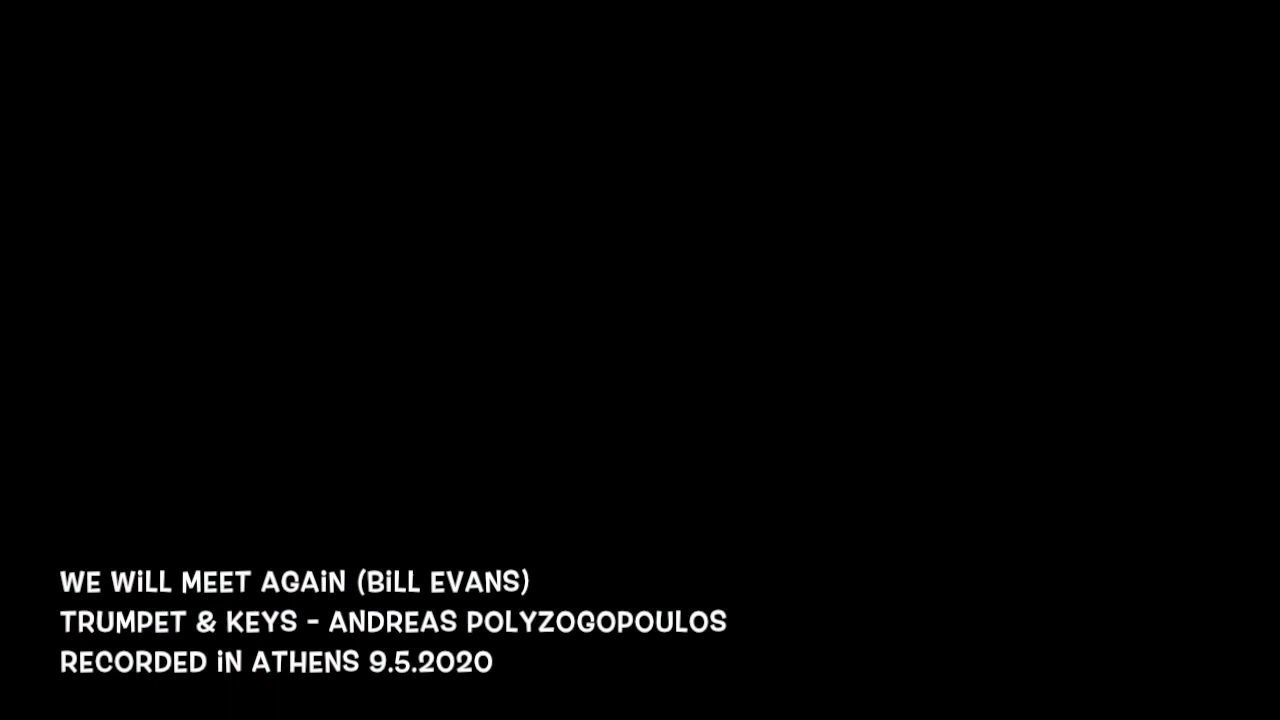 WE WiLL MEET AGAiN (BiLL EVANS)
TRUMPET & KEYS - ANDREAS POLYZOGOPOULOS
RECORDED iN ATHENS 9.5.2020